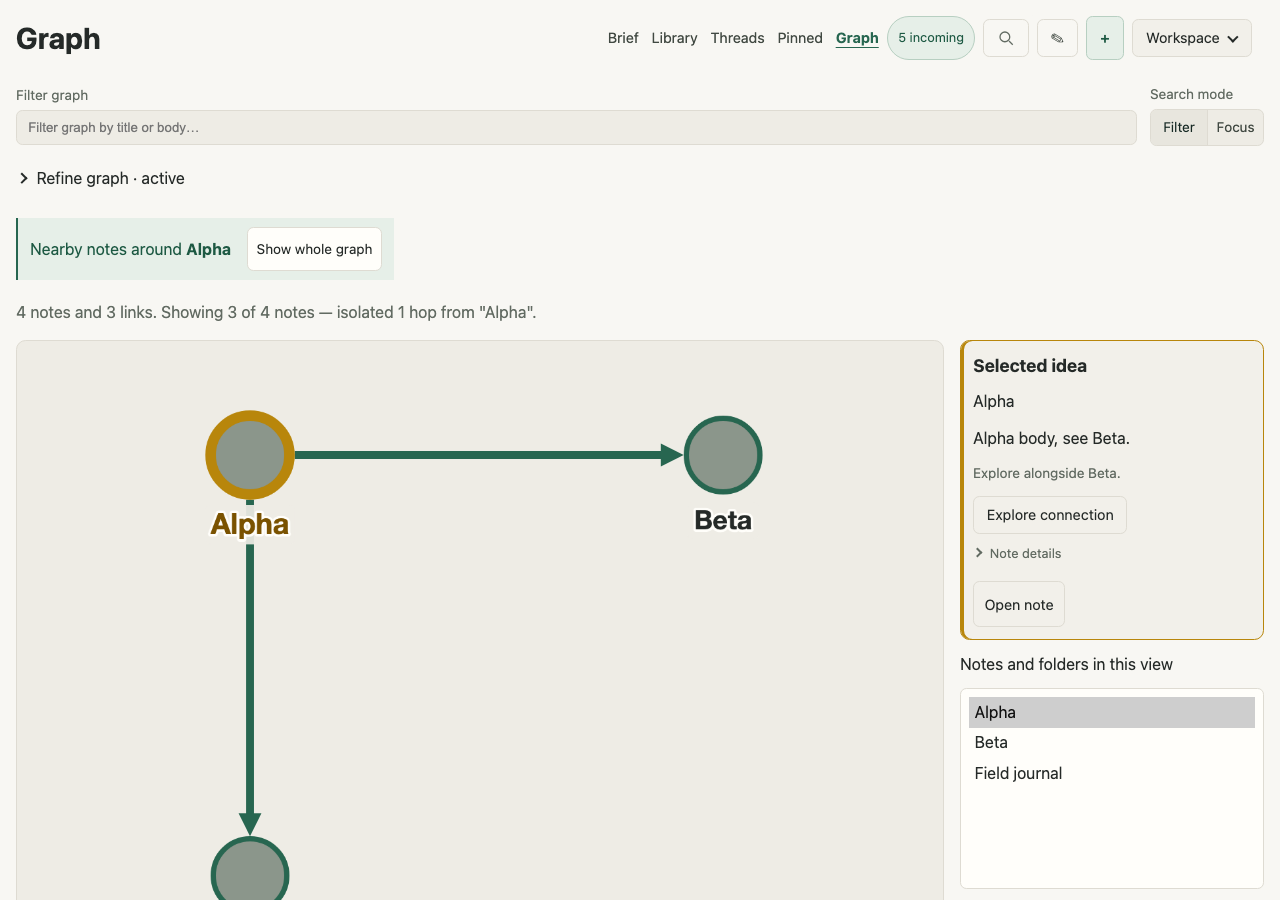 Graph
Brief Library Threads Pinned Graph 5 incoming + Workspace
Filter graph
Search mode
Filter graph by title or body…
Filter Focus
Refine graph · active
Nearby notes around Alpha Show whole graph
4 notes and 3 links. Showing 3 of 4 notes — isolated 1 hop from "Alpha".
Alpha
Beta
Selected idea
Alpha
Alpha body, see Beta.
Explore alongside Beta.
Explore connection
Note details
Open note
Notes and folders in this view
Alpha
Beta
Field journal